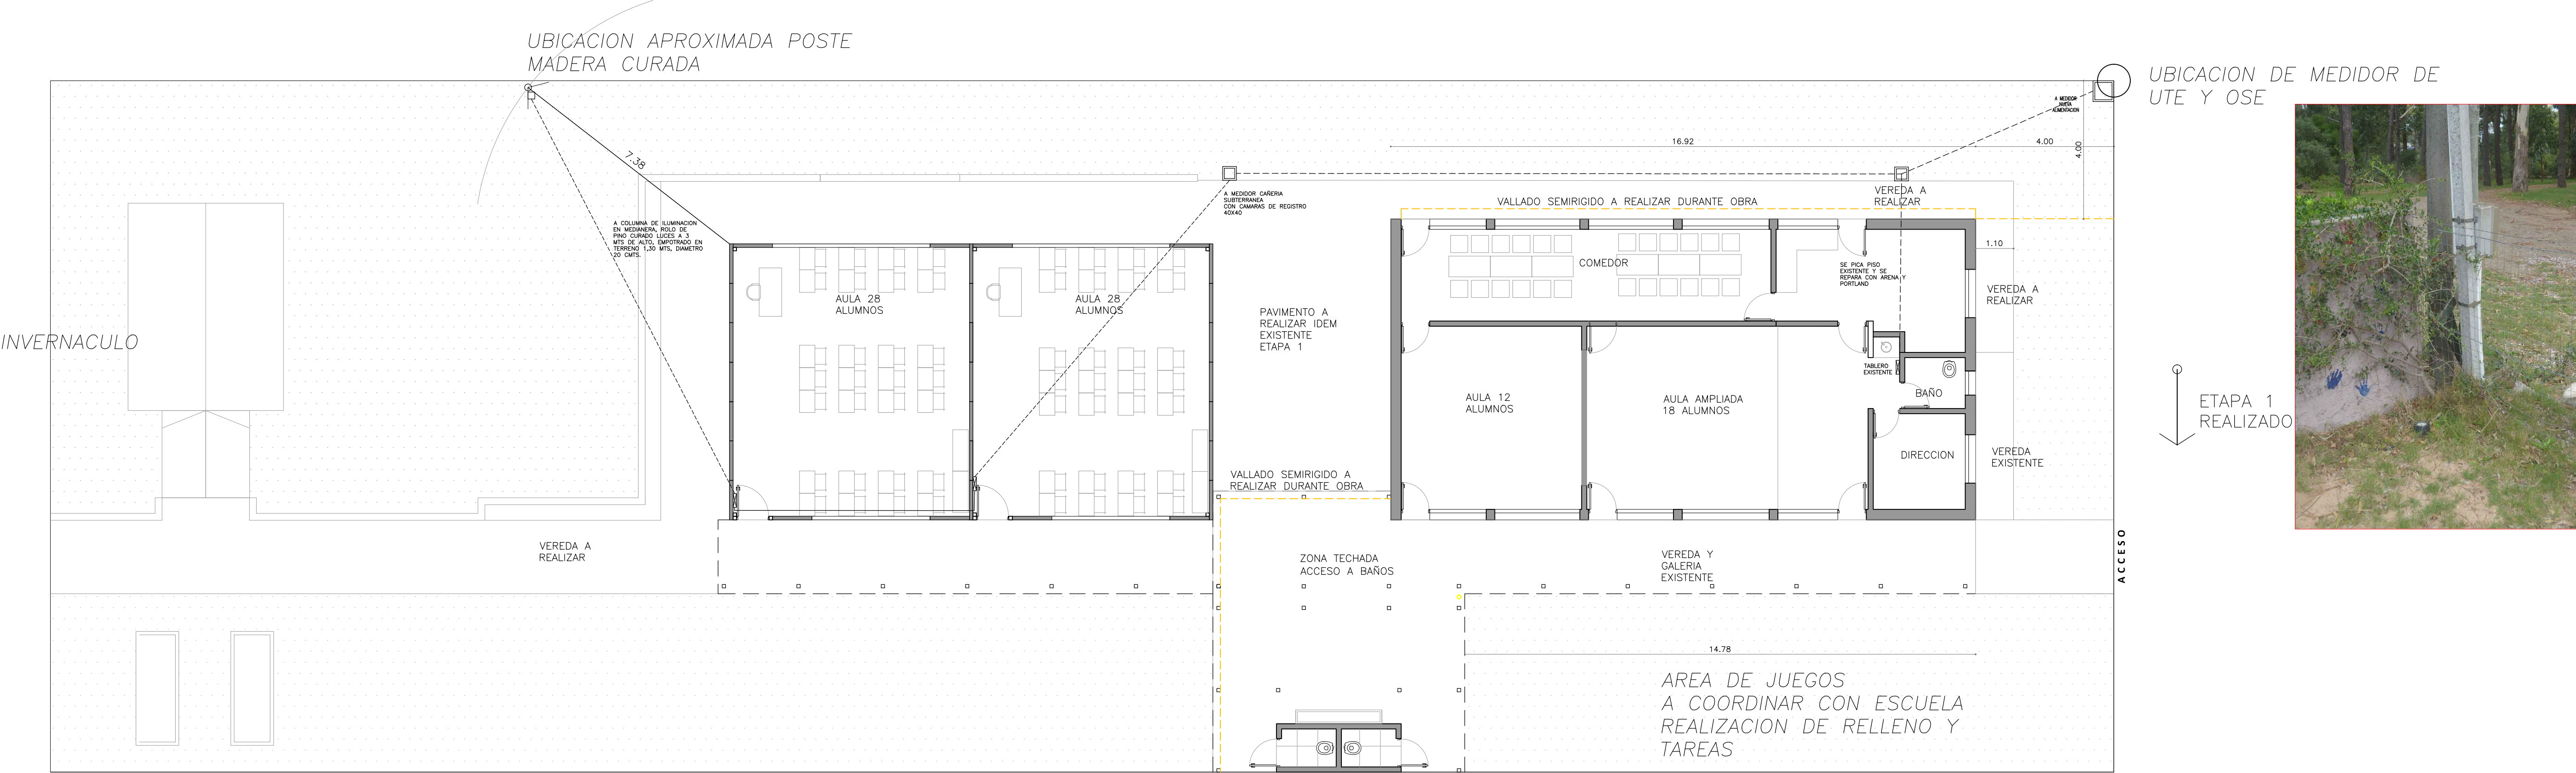 UBICACION APROXIMADA POSTE
MADERA CURADA
UBICACION DE MEDIDOR DE
UTE Y OSE
A MEDIDOR
NUEVA
ALIMENTACION
16.92
4.00
4.00
7.38
A MEDIDOR CAÑERIA
SUBTERRANEA
CON CAMARAS DE REGISTRO
40X40
VALLADO SEMIRIGIDO A REALIZAR DURANTE OBRA
VEREDA A
REALIZAR
A COLUMNA DE ILUMINACION
EN MEDIANERA, ROLO DE
PINO CURADO LUCES A 3
MTS DE ALTO, EMPOTRADO EN
TERRENO 1,30 MTS, DIAMETRO
20 CMTS.
1.10
COMEDOR
SE PICA PISO
EXISTENTE Y SE
REPARA CON ARENA Y
PORTLAND
VEREDA A
REALIZAR
AULA 28
ALUMNOS
AULA 28
ALUMNOS
PAVIMENTO A
REALIZAR IDEM
EXISTENTE
ETAPA 1
INVERNACULO
TABLERO
EXISTENTE
BAÑO
AULA 12
ALUMNOS
AULA AMPLIADA
18 ALUMNOS
ETAPA 1
REALIZADO
DIRECCION
VEREDA
EXISTENTE
VALLADO SEMIRIGIDO A
REALIZAR DURANTE OBRA
VEREDA A
REALIZAR
ZONA TECHADA
ACCESO A BAÑOS
VEREDA Y
GALERIA
EXISTENTE
ACCESO
14.78
AREA DE JUEGOS
A COORDINAR CON ESCUELA
REALIZACION DE RELLENO Y
TAREAS